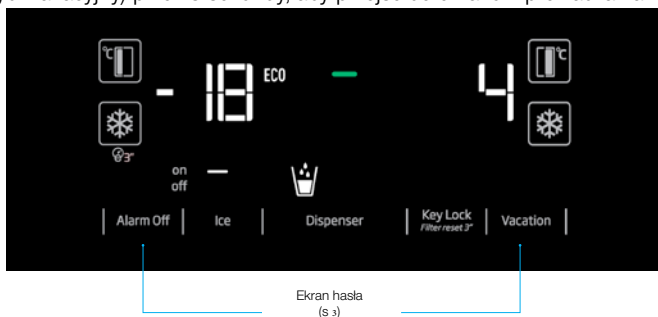 °C - 18 ECO 4 °C
3"
on
off
Alarm Off Ice Dispenser Key Lock Vacation
Filter reset 3"
Ekran hasła
(s 3)